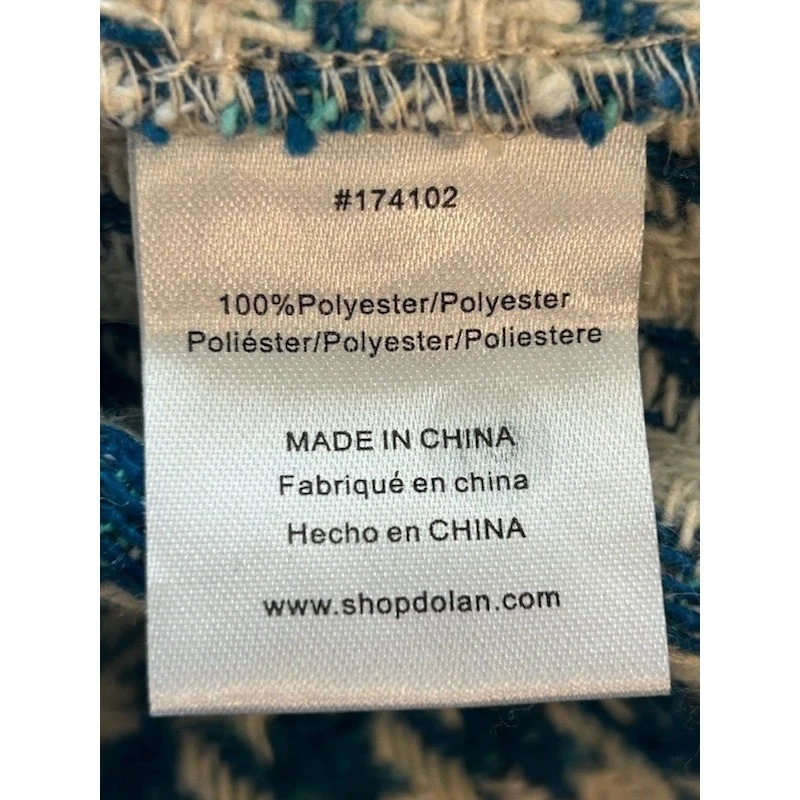 #174102
100%Polyester/Polyester
Poliéster/Polyester/Poliestere
MADE IN CHINA
Fabriqué en china
Hecho en CHINA
www.shopdolan.com